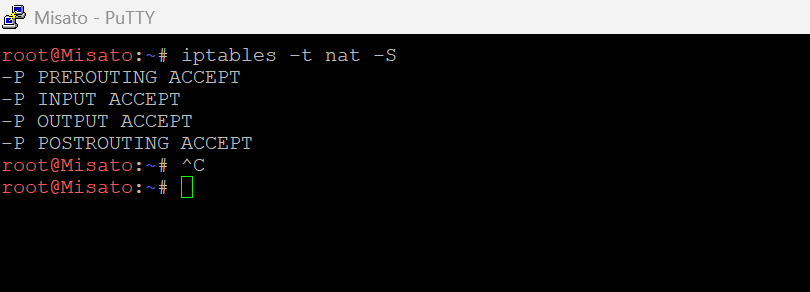 Misato - PuTTY
root@Misato:~# iptables -t nat -S
-P PREROUTING ACCEPT
-P INPUT ACCEPT
-P OUTPUT ACCEPT
-P POSTROUTING ACCEPT
root@Misato:~# ^C
root@Misato:~#